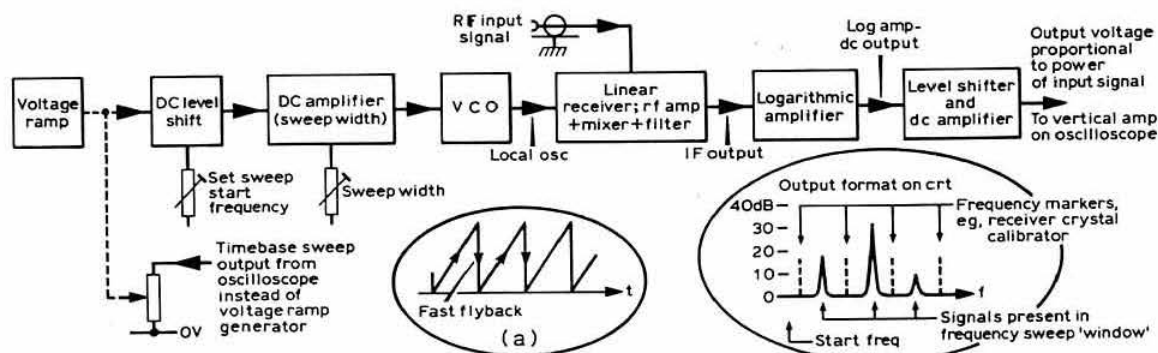 Voltage
ramp
DC level
shift
Set sweep
start
frequency
DC amplifier
(sweep width)
Sweep width
VCO
Local osc
RF input
signal
Linear
receiver; rf amp
+mixer+filter
IF output
Logarithmic
amplifier
Log amp-
dc output
Level shifter
and
dc amplifier
Output voltage
proportional
to power
of input signal
To vertical amp
on oscilloscope
Timebase sweep
output from
oscilloscope
instead of
voltage ramp
generator
0V
t
Fast flyback
(a)
Output format on crt
40dB
30
20
10
0
f
Frequency markers,
eg, receiver crystal
calibrator
Start freq
Signals present in
frequency sweep 'window'